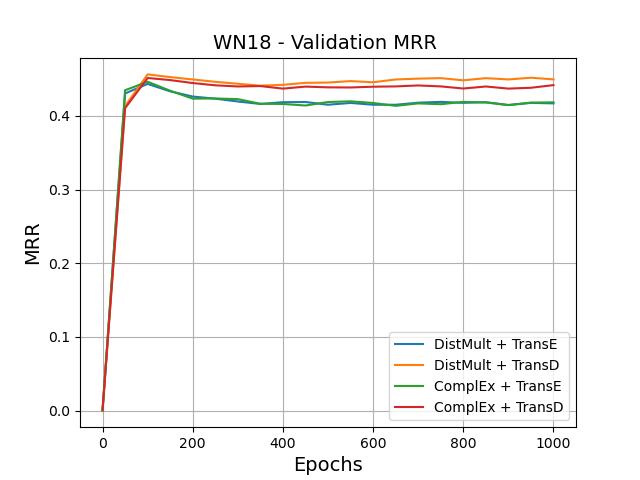 WN18 - Validation MRR
MRR
0.4
0.3
0.2
0.1
0.0
DistMult + TransE
DistMult + TransD
ComplEx + TransE
ComplEx + TransD
0 200 400 600 800 1000
Epochs